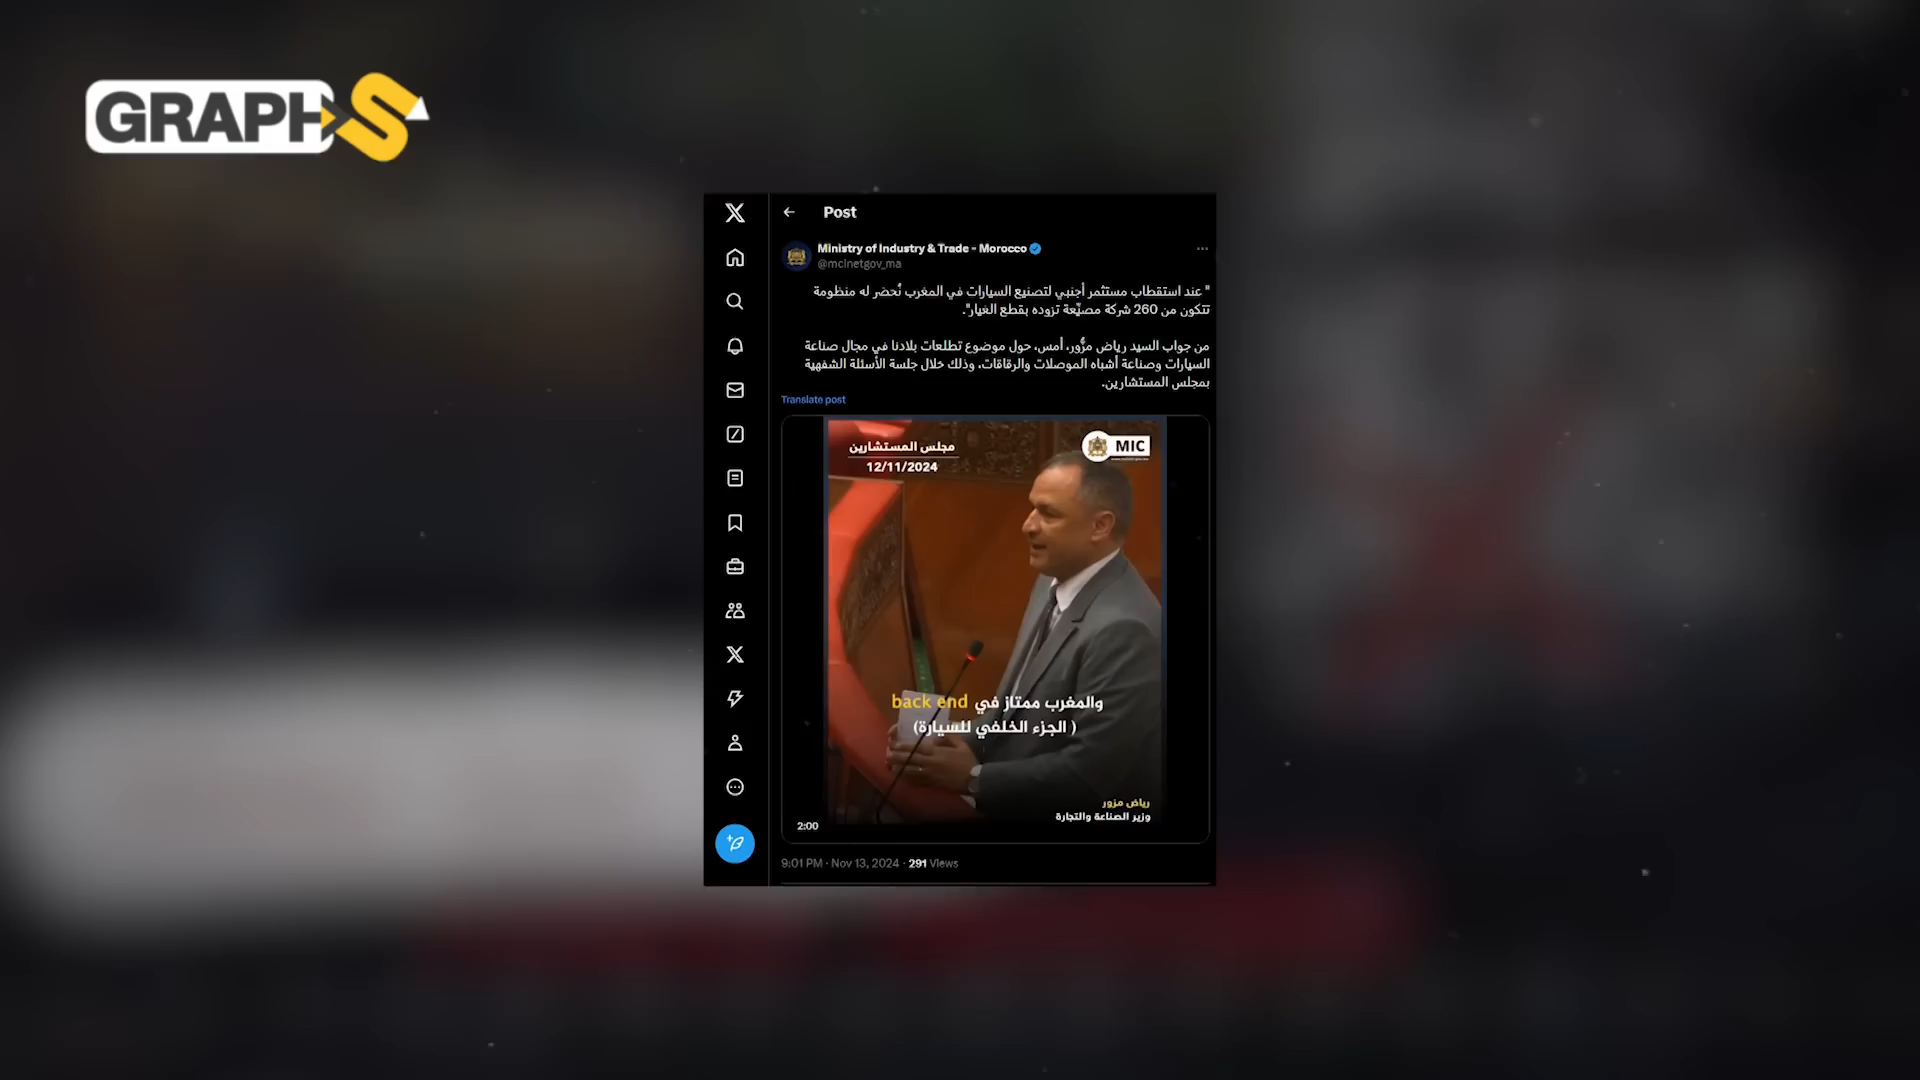 GRAPHS
Post
Ministry of Industry & Trade - Morocco
@mcinetgov_ma
" عند استقطاب مستثمر أجنبي لتصنيع السيارات في المغرب نُحضر له منظومة
تتكون من 260 شركة مصنِّعة تزوده بقطع الغيار".
من جواب السيد رياض مزُّور، أمس، حول موضوع تطلعات بلادنا في مجال صناعة
السيارات وصناعة أشباه الموصلات والرقاقات، وذلك خلال جلسة الأسئلة الشفهية
بمجلس المستشارين.
Translate post
مجلس المستشارين
12/11/2024
MIC
والمغرب ممتاز في back end
( الجزء الخلفي للسيارة)
رياض مزور
وزير الصناعة والتجارة
2:00
9:01 PM · Nov 13, 2024 · 291 Views